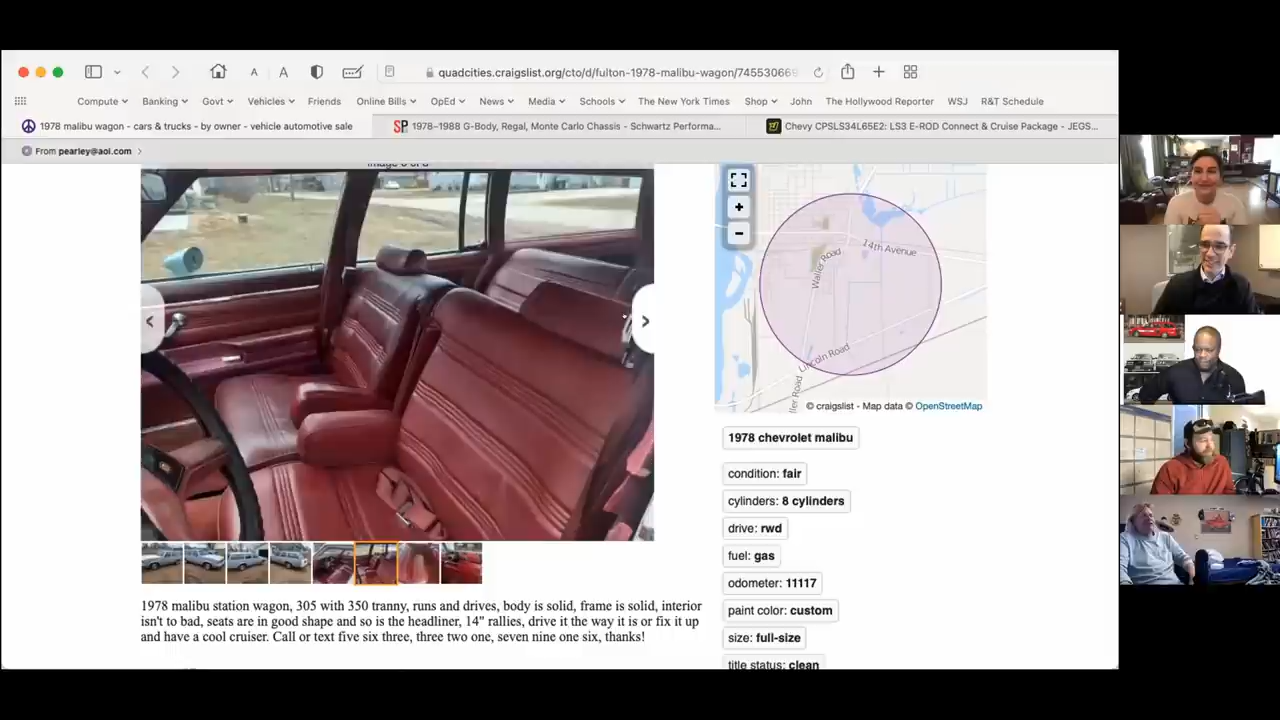 quadcities.craigslist.org/cto/d/fulton-1978-malibu-wagon/745530669
Compute Banking Govt Vehicles Friends Online Bills OpEd News Media Schools The New York Times Shop John The Hollywood Reporter WSJ R&T Schedule
1978 malibu wagon - cars & trucks - by owner - vehicle automotive sale
SP 1978–1988 G-Body, Regal, Monte Carlo Chassis - Schwartz Performa...
Chevy CPSLS34L65E2: LS3 E-ROD Connect & Cruise Package - JEGS...
From pearley@aol.com
14th Avenue
Waller Road
Lincoln Road
© craigslist - Map data © OpenStreetMap
1978 chevrolet malibu
condition: fair
cylinders: 8 cylinders
drive: rwd
fuel: gas
odometer: 11117
paint color: custom
size: full-size
title status: clean
1978 malibu station wagon, 305 with 350 tranny, runs and drives, body is solid, frame is solid, interior
isn't to bad, seats are in good shape and so is the headliner, 14" rallies, drive it the way it is or fix it up
and have a cool cruiser. Call or text five six three, three two one, seven nine one six, thanks!